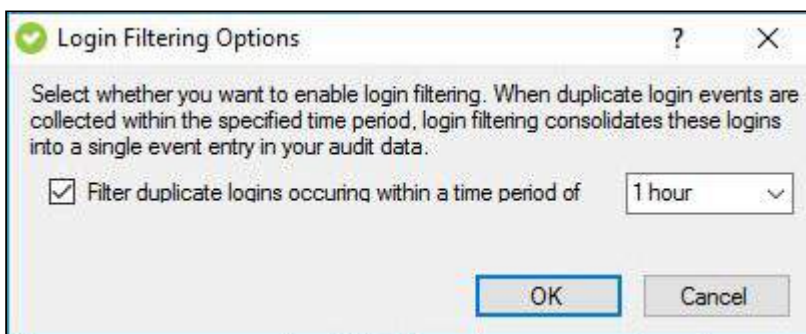 Login Filtering Options ?
Select whether you want to enable login filtering. When duplicate login events are
collected within the specified time period, login filtering consolidates these logins
into a single event entry in your audit data.
Filter duplicate logins occuring within a time period of 1 hour
OK Cancel